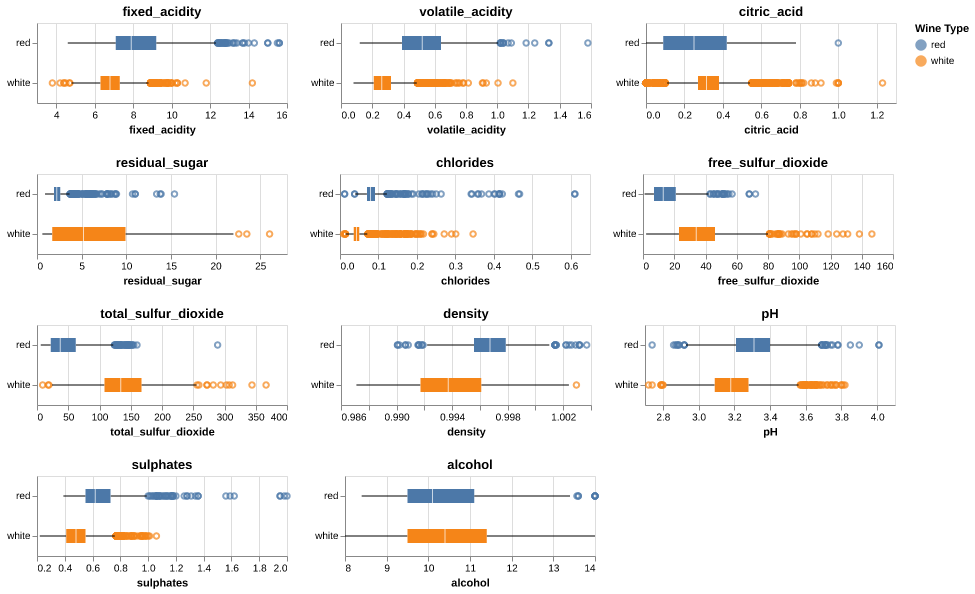 fixed_acidity
red
white
4 6 8 10 12 14 16
fixed_acidity
volatile_acidity
red
white
0.0 0.2 0.4 0.6 0.8 1.0 1.2 1.4 1.6
volatile_acidity
citric_acid
red
white
0.0 0.2 0.4 0.6 0.8 1.0 1.2
citric_acid
Wine Type
red
white
residual_sugar
red
white
0 5 10 15 20 25
residual_sugar
chlorides
red
white
0.0 0.1 0.2 0.3 0.4 0.5 0.6
chlorides
free_sulfur_dioxide
red
white
0 20 40 60 80 100 120 140 160
free_sulfur_dioxide
total_sulfur_dioxide
red
white
0 50 100 150 200 250 300 350 400
total_sulfur_dioxide
density
red
white
0.986 0.990 0.994 0.998 1.002
density
pH
red
white
2.8 3.0 3.2 3.4 3.6 3.8 4.0
pH
sulphates
red
white
0.2 0.4 0.6 0.8 1.0 1.2 1.4 1.6 1.8 2.0
sulphates
alcohol
red
white
8 9 10 11 12 13 14
alcohol